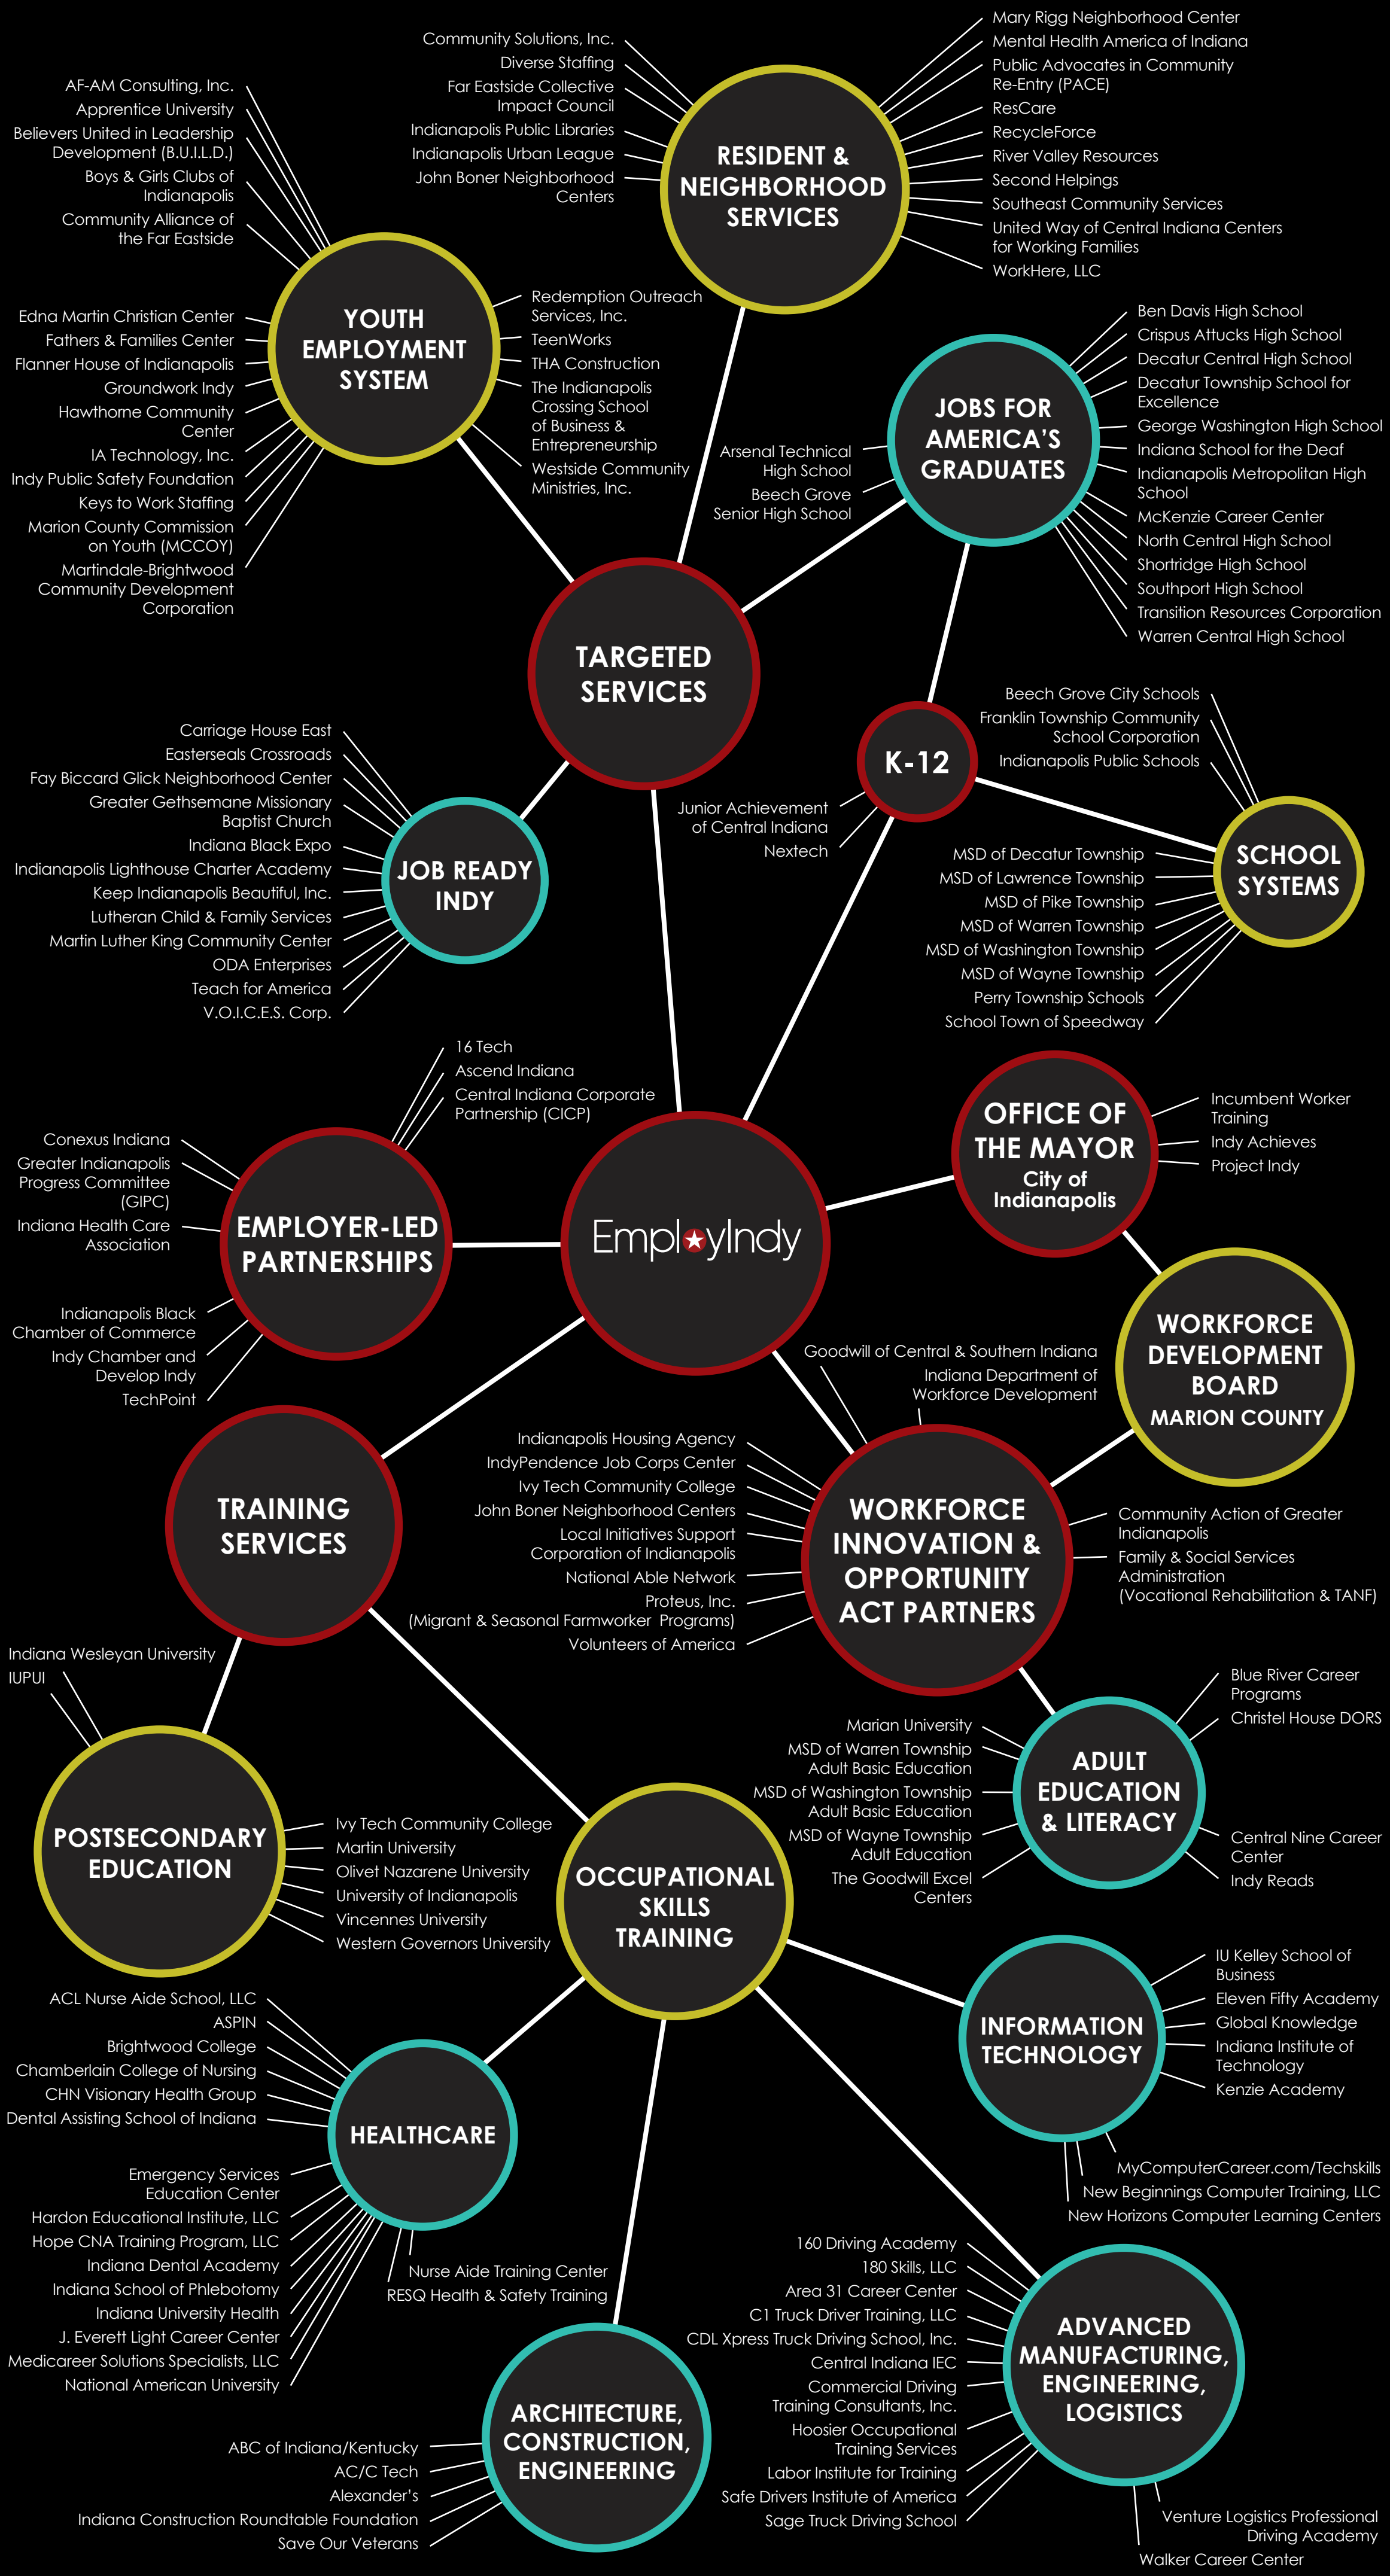 Community Solutions, Inc.
Diverse Staffing
Far Eastside Collective
Impact Council
Indianapolis Public Libraries
Indianapolis Urban League
John Boner Neighborhood
Centers
RESIDENT &
NEIGHBORHOOD
SERVICES
Mary Rigg Neighborhood Center
Mental Health America of Indiana
Public Advocates in Community
Re-Entry (PACE)
ResCare
RecycleForce
River Valley Resources
Second Helpings
Southeast Community Services
United Way of Central Indiana Centers
for Working Families
WorkHere, LLC
AF-AM Consulting, Inc.
Apprentice University
Believers United in Leadership
Development (B.U.I.L.D.)
Boys & Girls Clubs of
Indianapolis
Community Alliance of
the Far Eastside
Edna Martin Christian Center
Fathers & Families Center
Flanner House of Indianapolis
Groundwork Indy
Hawthorne Community
Center
IA Technology, Inc.
Indy Public Safety Foundation
Keys to Work Staffing
Marion County Commission
on Youth (MCCOY)
Martindale-Brightwood
Community Development
Corporation
YOUTH
EMPLOYMENT
SYSTEM
Redemption Outreach
Services, Inc.
TeenWorks
THA Construction
The Indianapolis
Crossing School
of Business &
Entrepreneurship
Westside Community
Ministries, Inc.
Arsenal Technical
High School
Beech Grove
Senior High School
JOBS FOR
AMERICA'S
GRADUATES
Ben Davis High School
Crispus Attucks High School
Decatur Central High School
Decatur Township School for
Excellence
George Washington High School
Indiana School for the Deaf
Indianapolis Metropolitan High
School
McKenzie Career Center
North Central High School
Shortridge High School
Southport High School
Transition Resources Corporation
Warren Central High School
TARGETED
SERVICES
K-12
Junior Achievement
of Central Indiana
Nextech
Beech Grove City Schools
Franklin Township Community
School Corporation
Indianapolis Public Schools
MSD of Decatur Township
MSD of Lawrence Township
MSD of Pike Township
MSD of Warren Township
MSD of Washington Township
MSD of Wayne Township
Perry Township Schools
School Town of Speedway
SCHOOL
SYSTEMS
Carriage House East
Easterseals Crossroads
Fay Biccard Glick Neighborhood Center
Greater Gethsemane Missionary
Baptist Church
Indiana Black Expo
Indianapolis Lighthouse Charter Academy
Keep Indianapolis Beautiful, Inc.
Lutheran Child & Family Services
Martin Luther King Community Center
ODA Enterprises
Teach for America
V.O.I.C.E.S. Corp.
JOB READY
INDY
16 Tech
Ascend Indiana
Central Indiana Corporate
Partnership (CICP)
Conexus Indiana
Greater Indianapolis
Progress Committee
(GIPC)
Indiana Health Care
Association
Indianapolis Black
Chamber of Commerce
Indy Chamber and
Develop Indy
TechPoint
EMPLOYER-LED
PARTNERSHIPS
EmployIndy
OFFICE OF
THE MAYOR
City of
Indianapolis
Incumbent Worker
Training
Indy Achieves
Project Indy
WORKFORCE
DEVELOPMENT
BOARD
MARION COUNTY
Goodwill of Central & Southern Indiana
Indiana Department of
Workforce Development
Indianapolis Housing Agency
IndyPendence Job Corps Center
Ivy Tech Community College
John Boner Neighborhood Centers
Local Initiatives Support
Corporation of Indianapolis
National Able Network
Proteus, Inc.
(Migrant & Seasonal Farmworker Programs)
Volunteers of America
WORKFORCE
INNOVATION &
OPPORTUNITY
ACT PARTNERS
Community Action of Greater
Indianapolis
Family & Social Services
Administration
(Vocational Rehabilitation & TANF)
TRAINING
SERVICES
Indiana Wesleyan University
IUPUI
POSTSECONDARY
EDUCATION
Ivy Tech Community College
Martin University
Olivet Nazarene University
University of Indianapolis
Vincennes University
Western Governors University
Marian University
MSD of Warren Township
Adult Basic Education
MSD of Washington Township
Adult Basic Education
MSD of Wayne Township
Adult Education
The Goodwill Excel
Centers
ADULT
EDUCATION
& LITERACY
Blue River Career
Programs
Christel House DORS
Central Nine Career
Center
Indy Reads
OCCUPATIONAL
SKILLS
TRAINING
INFORMATION
TECHNOLOGY
IU Kelley School of
Business
Eleven Fifty Academy
Global Knowledge
Indiana Institute of
Technology
Kenzie Academy
MyComputerCareer.com/Techskills
New Beginnings Computer Training, LLC
New Horizons Computer Learning Centers
ACL Nurse Aide School, LLC
ASPIN
Brightwood College
Chamberlain College of Nursing
CHN Visionary Health Group
Dental Assisting School of Indiana
Emergency Services
Education Center
Hardon Educational Institute, LLC
Hope CNA Training Program, LLC
Indiana Dental Academy
Indiana School of Phlebotomy
Indiana University Health
J. Everett Light Career Center
Medicareer Solutions Specialists, LLC
National American University
HEALTHCARE
Nurse Aide Training Center
RESQ Health & Safety Training
160 Driving Academy
180 Skills, LLC
Area 31 Career Center
C1 Truck Driver Training, LLC
CDL Xpress Truck Driving School, Inc.
Central Indiana IEC
Commercial Driving
Training Consultants, Inc.
Hoosier Occupational
Training Services
Labor Institute for Training
Safe Drivers Institute of America
Sage Truck Driving School
ADVANCED
MANUFACTURING,
ENGINEERING,
LOGISTICS
Venture Logistics Professional
Driving Academy
Walker Career Center
ABC of Indiana/Kentucky
AC/C Tech
Alexander's
Indiana Construction Roundtable Foundation
Save Our Veterans
ARCHITECTURE,
CONSTRUCTION,
ENGINEERING